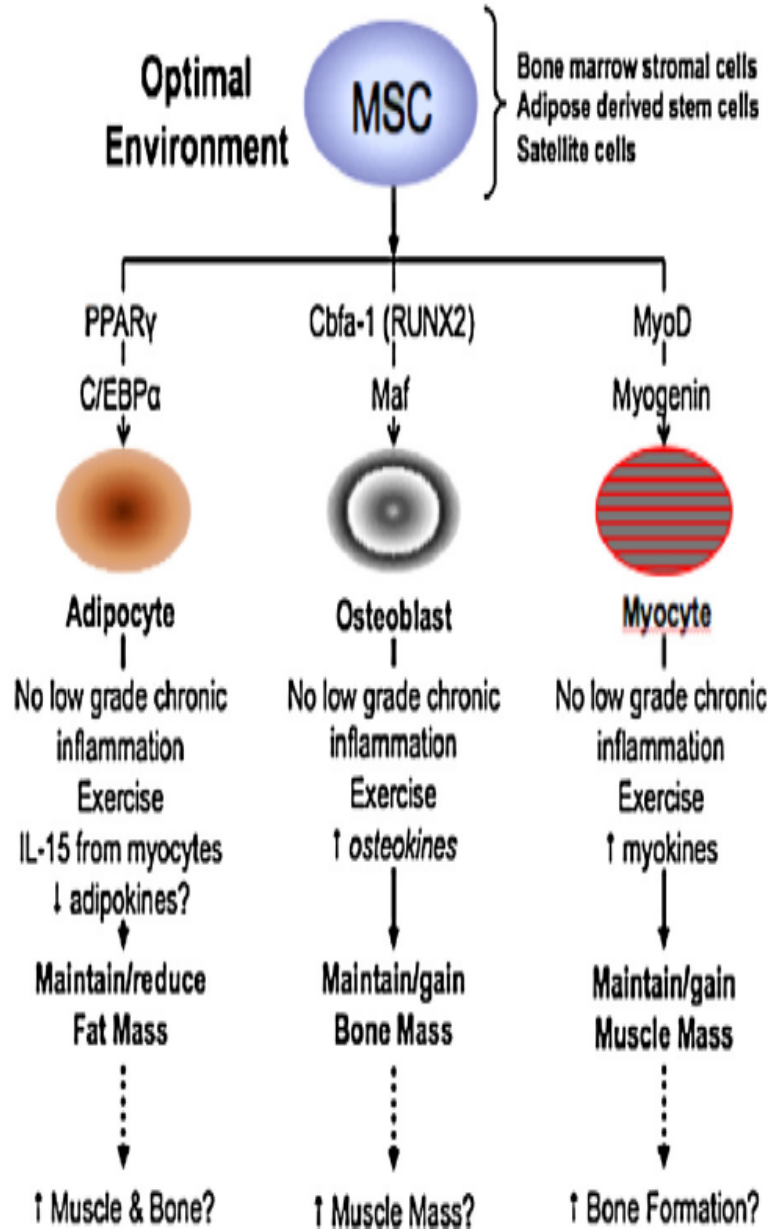 Optimal
Environment
MSC
Bone marrow stromal cells
Adipose derived stem cells
Satellite cells
PPARγ
C/EBPα
Adipocyte
No low grade chronic
inflammation
Exercise
IL-15 from myocytes
↓ adipokines?
Maintain/reduce
Fat Mass
↑ Muscle & Bone?
Cbfa-1 (RUNX2)
Maf
Osteoblast
No low grade chronic
inflammation
Exercise
↑ osteokines
Maintain/gain
Bone Mass
↑ Muscle Mass?
MyoD
Myogenin
Myocyte
No low grade chronic
inflammation
Exercise
↑ myokines
Maintain/gain
Muscle Mass
↑ Bone Formation?